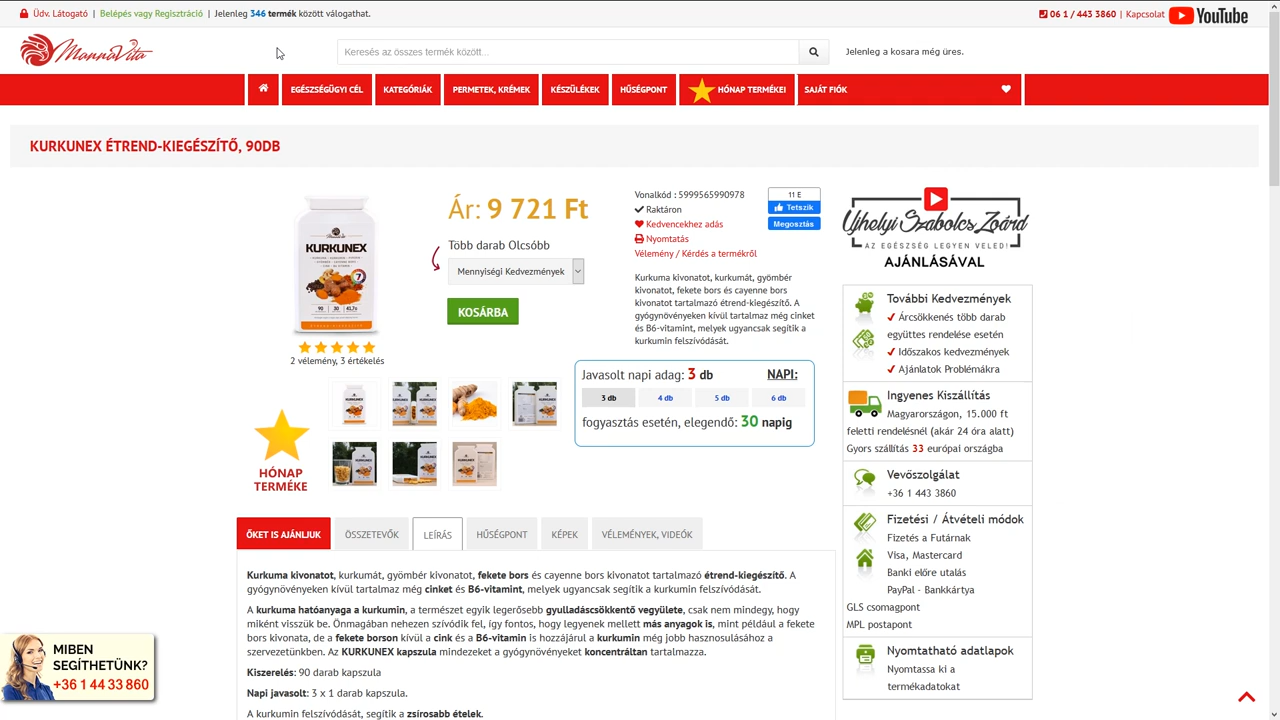 Üdv. Látogató | Belépés vagy Regisztráció | Jelenleg 346 termék között válogathat.
06 1 / 443 3860 | Kapcsolat YouTube
MannaVita
Keresés az összes termék között...
Jelenleg a kosara még üres.
EGÉSZSÉGÜGYI CÉL KATEGÓRIÁK PERMETEK, KRÉMEK KÉSZÜLÉKEK HŰSÉGPONT HÓNAP TERMÉKEI SAJÁT FIÓK
KURKUNEX ÉTREND-KIEGÉSZÍTŐ, 90DB
KURKUNEX
7
2 vélemény, 3 értékelés
HÓNAP
TERMÉKE
Ár: 9 721 Ft
Több darab Olcsóbb
Mennyiségi Kedvezmények
KOSÁRBA
Vonalkód : 5999565990978
Raktáron
Kedvencekhez adás
Nyomtatás
Vélemény / Kérdés a termékről
11 E
Tetszik
Megosztás
Kurkuma kivonatot, kurkumát, gyömbér
kivonatot, fekete bors és cayenne bors
kivonatot tartalmazó étrend-kiegészítő. A
gyógynövényeken kívül tartalmaz még cinket
és B6-vitamint, melyek ugyancsak segítik a
kurkumin felszívódását.
Javasolt napi adag: 3 db NAPI:
3 db 4 db 5 db 6 db
fogyasztás esetén, elegendő: 30 napig
Ujhelyi Szabolcs Zoárd
AZ EGÉSZSÉG LEGYEN VELED!
AJÁNLÁSÁVAL
További Kedvezmények
Árcsökkenés több darab
együttes rendelése esetén
Időszakos kedvezmények
Ajánlatok Problémákra
Ingyenes Kiszállítás
Magyarországon, 15.000 ft
feletti rendelésnél (akár 24 óra alatt)
Gyors szállítás 33 európai országba
Vevőszolgálat
+36 1 443 3860
Fizetési / Átvételi módok
Fizetés a Futárnak
Visa, Mastercard
Banki előre utalás
PayPal - Bankkártya
GLS csomagpont
MPL postapont
Nyomtatható adatlapok
Nyomtassa ki a
termékadatokat
ŐKET IS AJÁNLJUK ÖSSZETEVŐK LEÍRÁS HŰSÉGPONT KÉPEK VÉLEMÉNYEK, VIDEÓK
Kurkuma kivonatot, kurkumát, gyömbér kivonatot, fekete bors és cayenne bors kivonatot tartalmazó étrend-kiegészítő. A
gyógynövényeken kívül tartalmaz még cinket és B6-vitamint, melyek ugyancsak segítik a kurkumin felszívódását.
A kurkuma hatóanyaga a kurkumin, a természet egyik legerősebb gyulladáscsökkentő vegyülete, csak nem mindegy, hogy
miként visszük be. Önmagában nehezen szívódik fel, így fontos, hogy legyenek mellett más anyagok is, mint például a fekete
bors kivonata, de a fekete borson kívül a cink és a B6-vitamin is hozzájárul a kurkumin még jobb hasznosulásához a
szervezetünkben. Az KURKUNEX kapszula mindezeket a gyógynövényeket koncentráltan tartalmazza.
Kiszerelés: 90 darab kapszula
Napi javasolt: 3 x 1 darab kapszula.
A kurkumin felszívódását, segítik a zsírosabb ételek.
MIBEN
SEGÍTHETÜNK?
+36 1 44 33 860